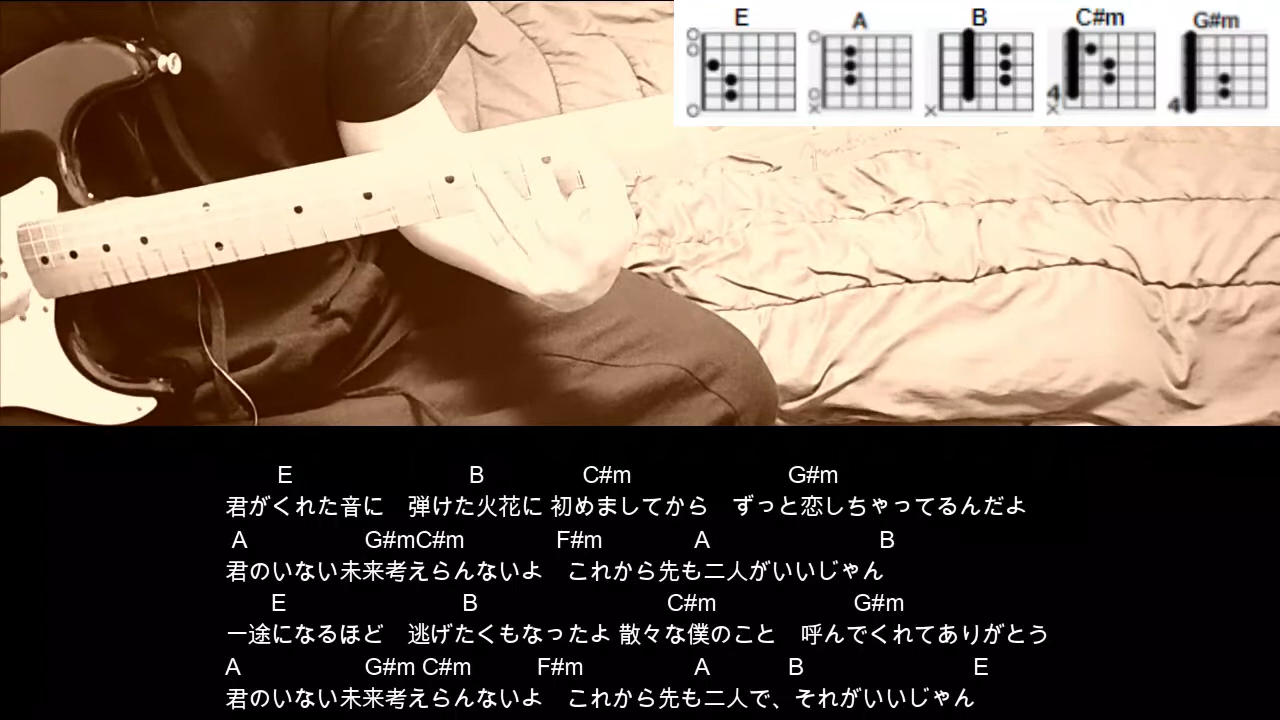 E A B C#m G#m
4 4
E B C#m G#m
君がくれた音に　弾けた火花に 初めましてから　ずっと恋しちゃってるんだよ
A G#mC#m F#m A B
君のいない未来考えらんないよ　これから先も二人がいいじゃん
E B C#m G#m
一途になるほど　逃げたくもなったよ 散々な僕のこと　呼んでくれてありがとう
A G#m C#m F#m A B E
君のいない未来考えらんないよ　これから先も二人で、それがいいじゃん